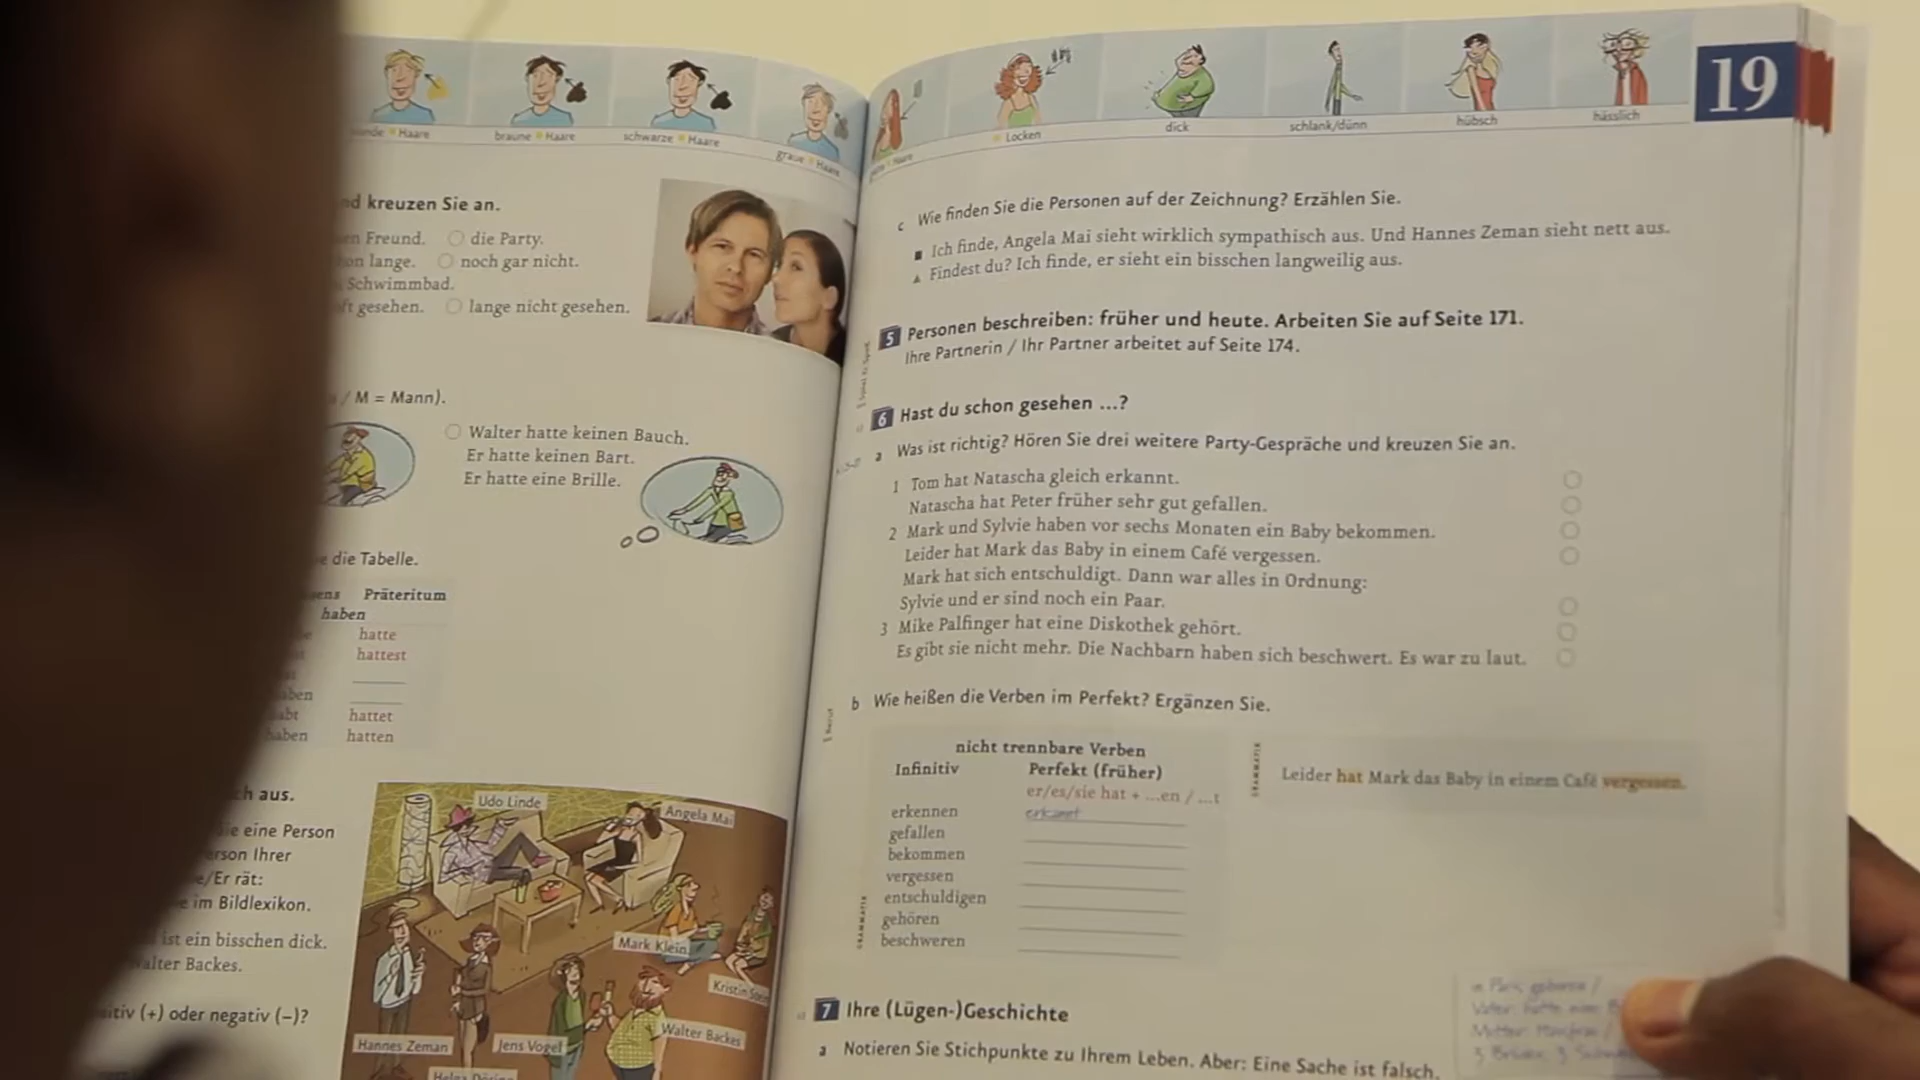 Haare
braune Haare
schwarze Haare
graue Haare
nd kreuzen Sie an.
Freund. die Party.
lange. noch gar nicht.
Schwimmbad.
gesehen. lange nicht gesehen.
/ M = Mann).
Walter hatte keinen Bauch.
Er hatte keinen Bart.
Er hatte eine Brille.
die Tabelle.
Präteritum
haben
hatte
hattest
hattet
haben hatten
aus.
eine Person
Ihrer
/Er rät:
im Bildlexikon.
ist ein bisschen dick.
Walter Backes.
(+) oder negativ (–)?
Udo Linde
Angela Mai
Mark Klein
Kristin
Walter Backes
Hannes Zeman
Jens Vogel
Haare
Locken
dick
schlank/dünn
hübsch
hässlich
19
c Wie finden Sie die Personen auf der Zeichnung? Erzählen Sie.
■ Ich finde, Angela Mai sieht wirklich sympathisch aus. Und Hannes Zeman sieht nett aus.
▲ Findest du? Ich finde, er sieht ein bisschen langweilig aus.
5 Personen beschreiben: früher und heute. Arbeiten Sie auf Seite 171.
Ihre Partnerin / Ihr Partner arbeitet auf Seite 174.
6 Hast du schon gesehen ...?
a Was ist richtig? Hören Sie drei weitere Party-Gespräche und kreuzen Sie an.
1 Tom hat Natascha gleich erkannt.
Natascha hat Peter früher sehr gut gefallen.
2 Mark und Sylvie haben vor sechs Monaten ein Baby bekommen.
Leider hat Mark das Baby in einem Café vergessen.
Mark hat sich entschuldigt. Dann war alles in Ordnung:
Sylvie und er sind noch ein Paar.
3 Mike Palfinger hat eine Diskothek gehört.
Es gibt sie nicht mehr. Die Nachbarn haben sich beschwert. Es war zu laut.
b Wie heißen die Verben im Perfekt? Ergänzen Sie.
nicht trennbare Verben
Infinitiv Perfekt (früher)
er/es/sie hat + ...en / ...t
erkennen erkannt
gefallen
bekommen
vergessen
entschuldigen
gehören
beschweren
GRAMMATIK
Leider hat Mark das Baby in einem Café vergessen.
GRAMMATIK
7 Ihre (Lügen-)Geschichte
a Notieren Sie Stichpunkte zu Ihrem Leben. Aber: Eine Sache ist falsch.